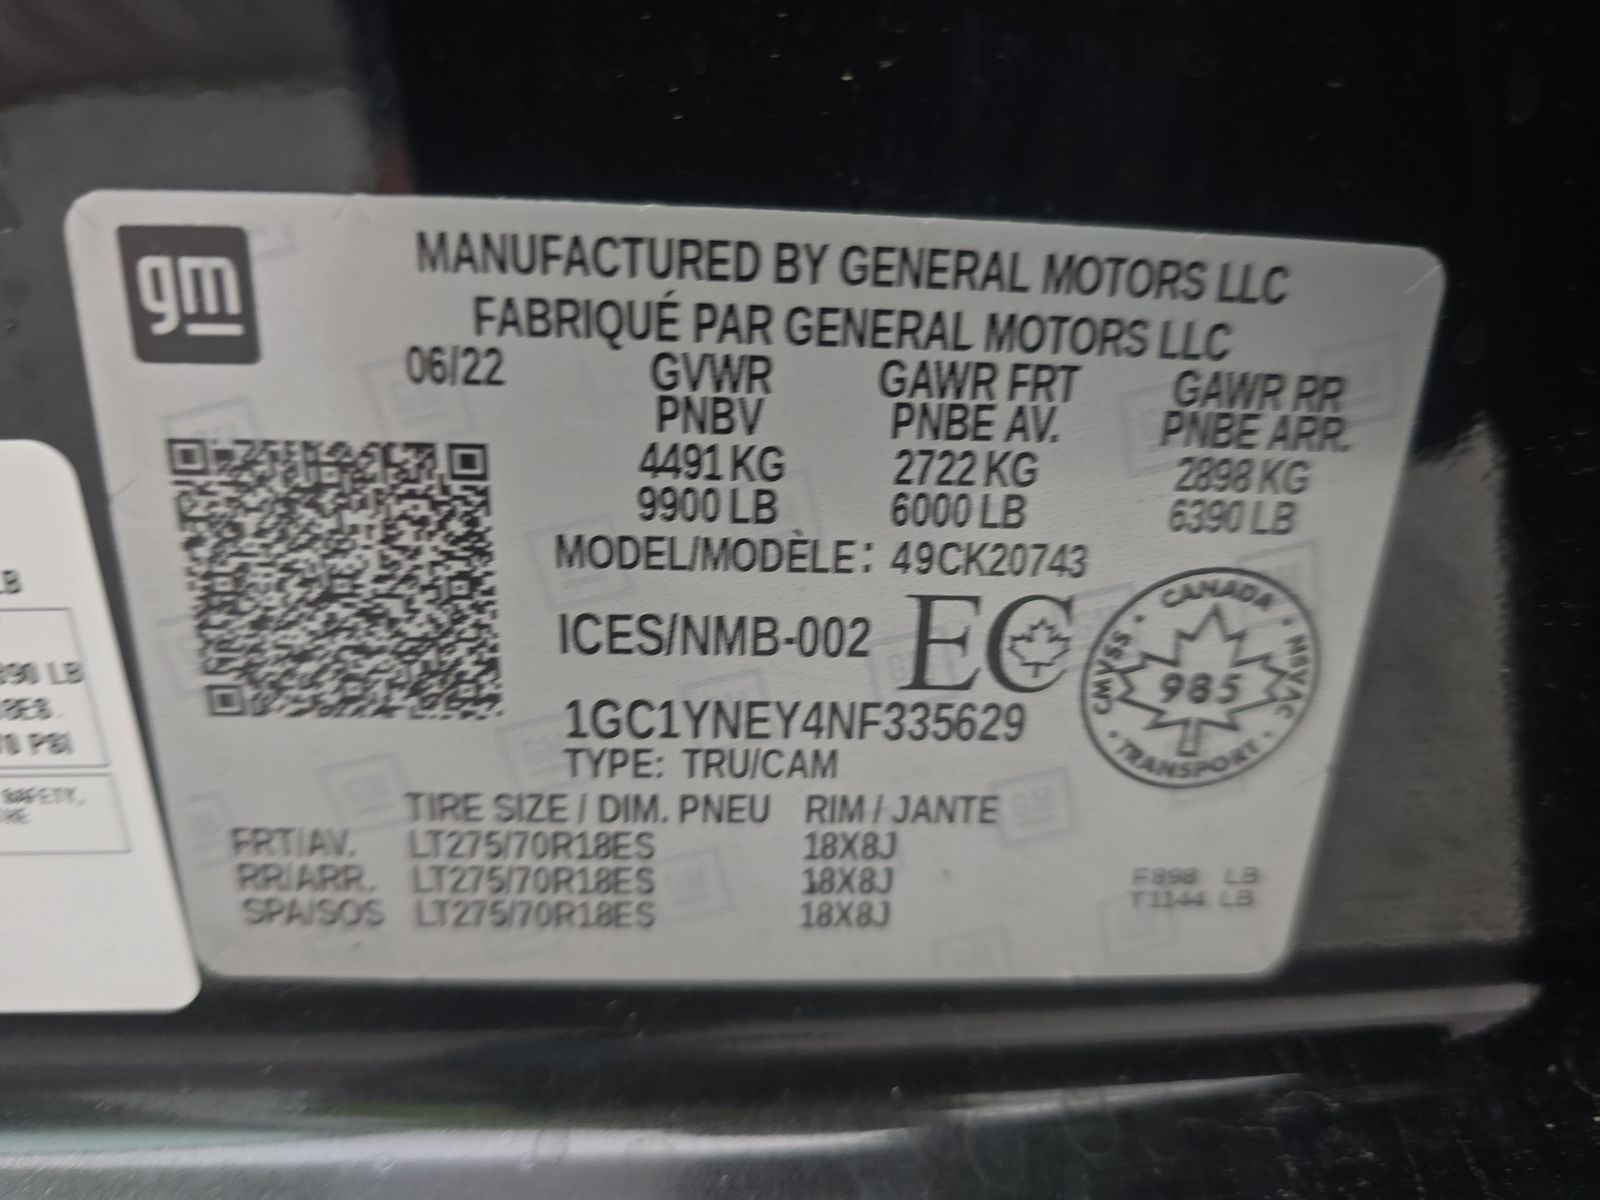 gm
MANUFACTURED BY GENERAL MOTORS LLC
FABRIQUÉ PAR GENERAL MOTORS LLC
06/22 GVWR GAWR FRT GAWR RR
PNBV PNBE AV. PNBE ARR.
4491 KG 2722 KG 2898 KG
9900 LB 6000 LB 6390 LB
MODEL/MODÈLE: 49CK20743
ICES/NMB-002 EC
CANADA
CMVSS
NSVAC
985
TRANSPORT
1GC1YNEY4NF335629
TYPE: TRU/CAM
TIRE SIZE / DIM. PNEU RIM / JANTE
FRT/AV. LT275/70R18ES 18X8J
RR/ARR. LT275/70R18ES 18X8J
SPA/SOS LT275/70R18ES 18X8J
F898 LB
T1144 LB
LB
LB
PSI
SAFETY,